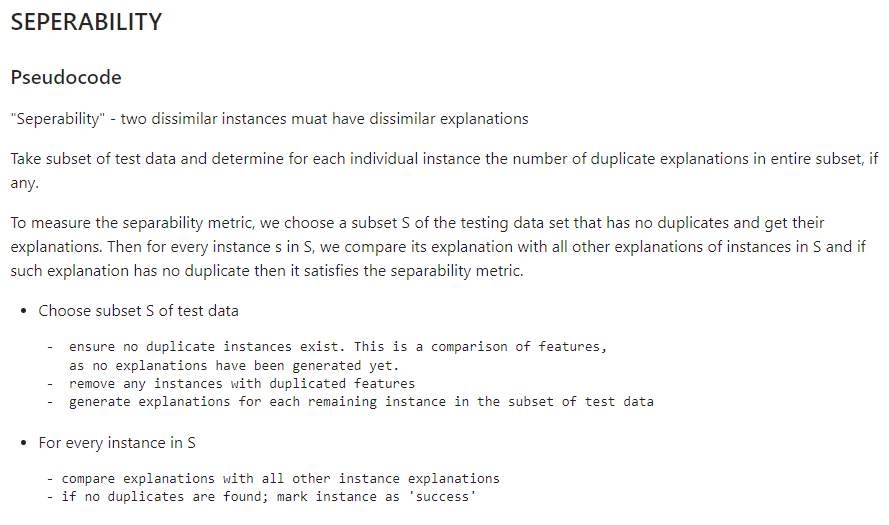 SEPERABILITY
Pseudocode
"Seperability" - two dissimilar instances muat have dissimilar explanations
Take subset of test data and determine for each individual instance the number of duplicate explanations in entire subset, if
any.
To measure the separability metric, we choose a subset S of the testing data set that has no duplicates and get their
explanations. Then for every instance s in S, we compare its explanation with all other explanations of instances in S and if
such explanation has no duplicate then it satisfies the separability metric.
• Choose subset S of test data
- ensure no duplicate instances exist. This is a comparison of features,
as no explanations have been generated yet.
- remove any instances with duplicated features
- generate explanations for each remaining instance in the subset of test data
• For every instance in S
- compare explanations with all other instance explanations
- if no duplicates are found; mark instance as 'success'